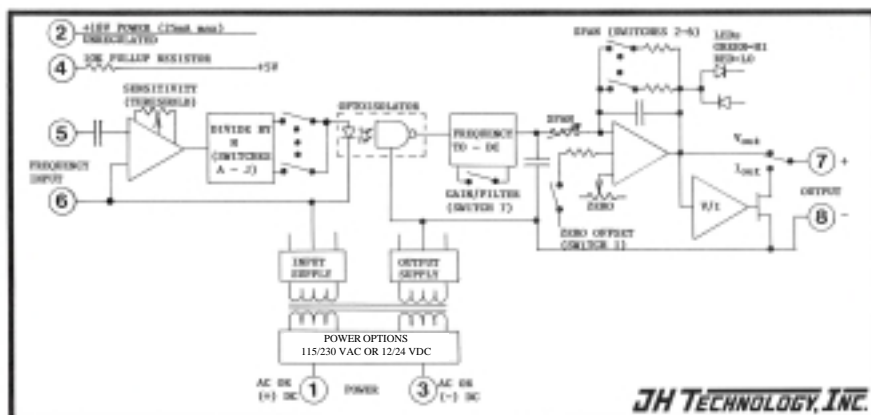 2 +18V POWER (25mA max)
UNREGULATED
4 10K PULLUP RESISTOR +5V
SENSITIVITY
(THRESHOLD)
5
FREQUENCY
INPUT
6
DIVIDE BY
N
(SWITCHES
A - J)
OPTOISOLATOR
FREQUENCY
TO - DC
GAIN/FILTER
(SWITCH 7)
SPAN
SPAN (SWITCHES 2-6)
LEDs
GREEN=HI
RED=LO
ZERO
ZERO OFFSET
(SWITCH 1)
Vout
Iout
V/I
7 +
OUTPUT
8 -
INPUT
SUPPLY
OUTPUT
SUPPLY
POWER OPTIONS
115/230 VAC OR 12/24 VDC
AC OR
(+) DC
1
POWER
3
AC OR
(-) DC
JH TECHNOLOGY, INC.